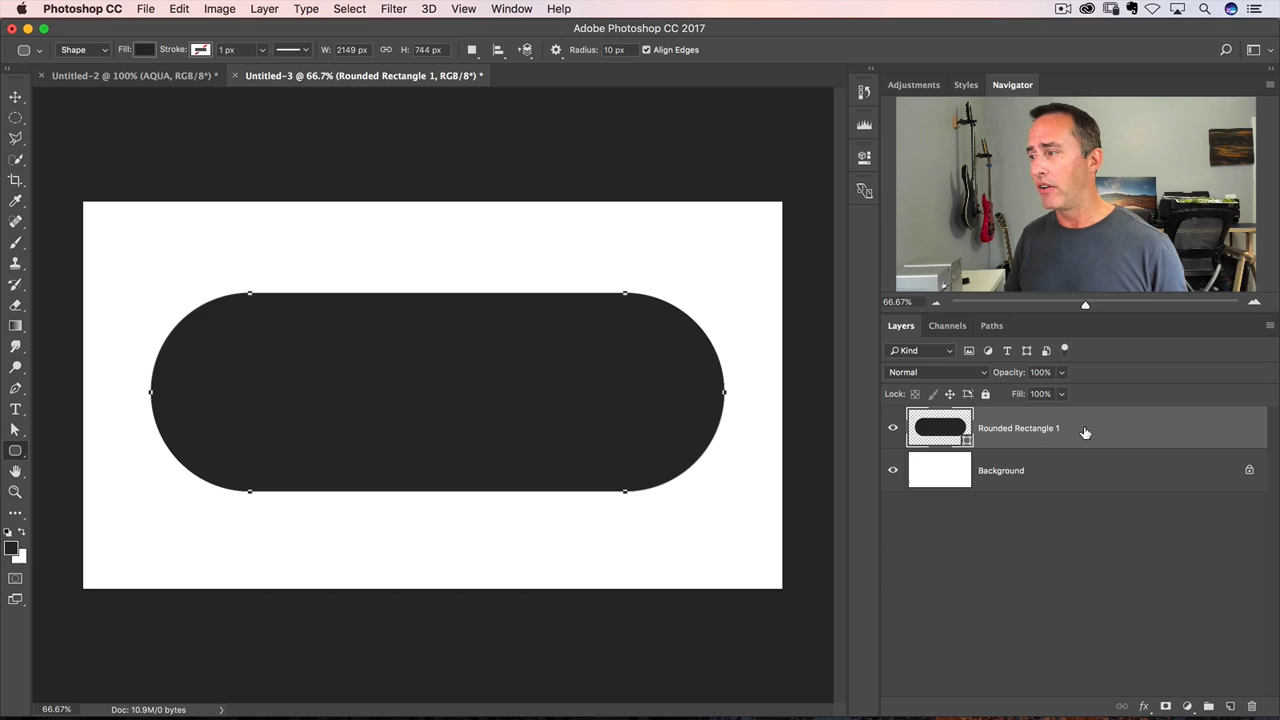 Photoshop CC File Edit Image Layer Type Select Filter 3D View Window Help
Adobe Photoshop CC 2017
Shape Fill: Stroke: 1 px W: 2149 px H: 744 px Radius: 10 px Align Edges
Untitled-2 @ 100% (AQUA, RGB/8*) * Untitled-3 @ 66.7% (Rounded Rectangle 1, RGB/8*) *
Adjustments Styles Navigator
66.67%
Layers Channels Paths
Kind
Normal Opacity: 100%
Lock: Fill: 100%
Rounded Rectangle 1
Background
66.67% Doc: 10.9M/0 bytes